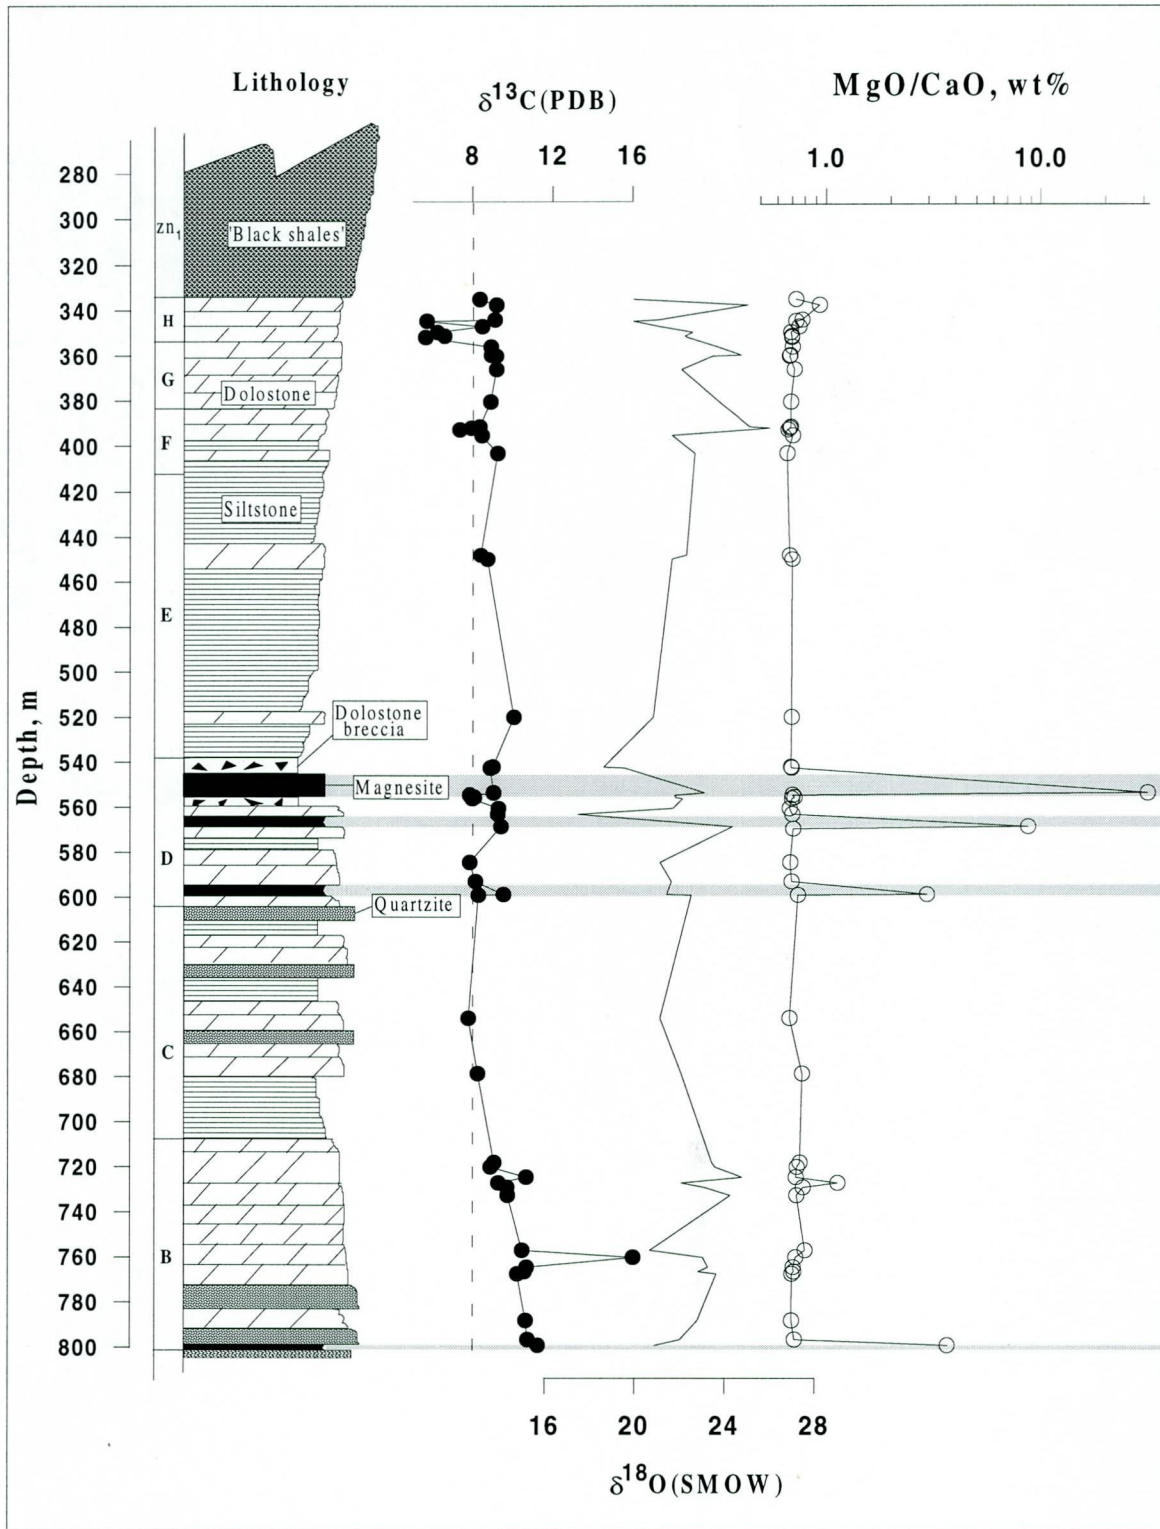 Lithology
δ13C(PDB)
MgO/CaO, wt%
8 12 16
1.0 10.0
Depth, m
280
300
320
340
360
380
400
420
440
460
480
500
520
540
560
580
600
620
640
660
680
700
720
740
760
780
800
zn1
H
G
F
E
D
C
B
'Black shales'
Dolostone
Siltstone
Dolostone
breccia
Magnesite
Quartzite
16 20 24 28
δ18O(SMOW)